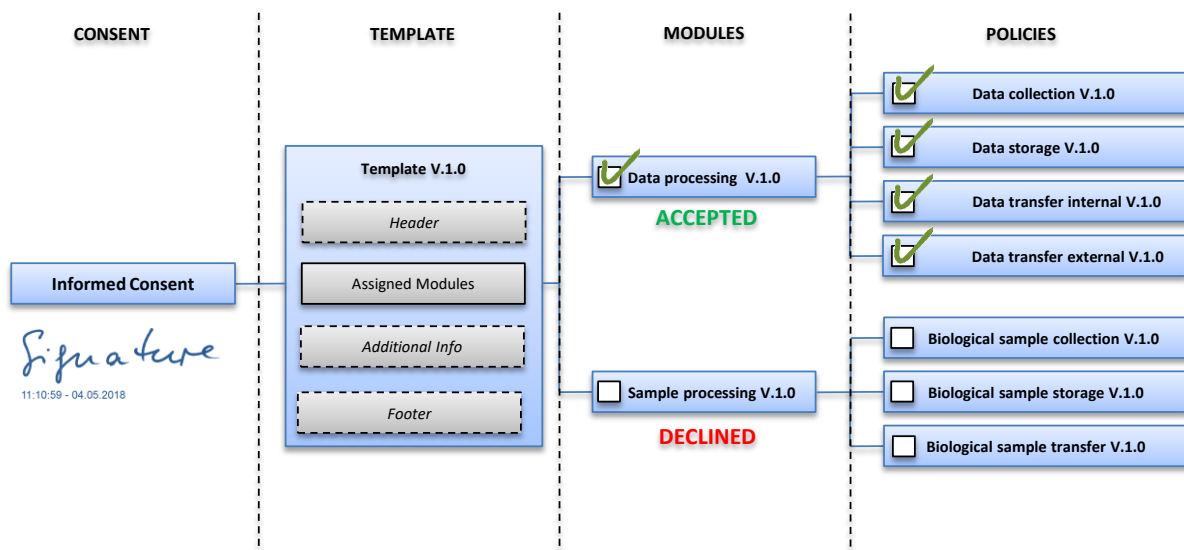 CONSENT
TEMPLATE
MODULES
POLICIES
Informed Consent
Signature
11:10:59 - 04.05.2018
Template V.1.0
Header
Assigned Modules
Additional Info
Footer
Data processing V.1.0
ACCEPTED
Sample processing V.1.0
DECLINED
Data collection V.1.0
Data storage V.1.0
Data transfer internal V.1.0
Data transfer external V.1.0
Biological sample collection V.1.0
Biological sample storage V.1.0
Biological sample transfer V.1.0